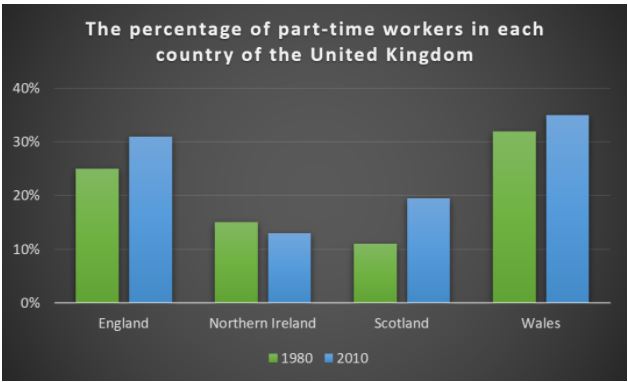 The percentage of part-time workers in each
country of the United Kingdom
40%
30%
20%
10%
0%
England Northern Ireland Scotland Wales
1980 2010